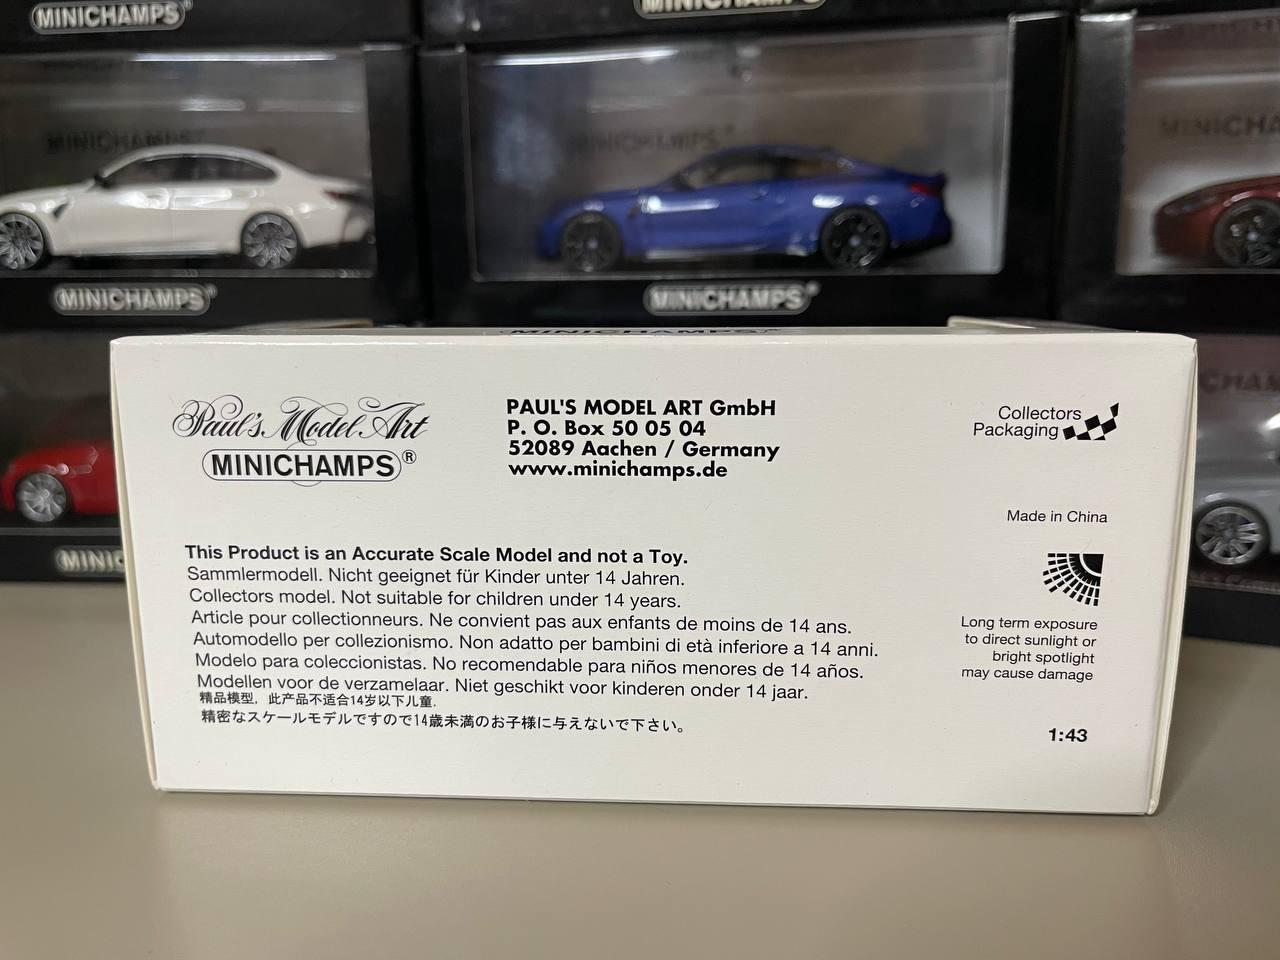 MINICHAMPS
MINICHAMPS
MINICHAMPS
MINICHAMPS
MINICHAMPS
MINICHAMPS
MINICHAMPS
MINICHAMPS
Paul's Model Art
MINICHAMPS®
PAUL'S MODEL ART GmbH
P. O. Box 50 05 04
52089 Aachen / Germany
www.minichamps.de
Collectors
Packaging
Made in China
This Product is an Accurate Scale Model and not a Toy.
Sammlermodell. Nicht geeignet für Kinder unter 14 Jahren.
Collectors model. Not suitable for children under 14 years.
Article pour collectionneurs. Ne convient pas aux enfants de moins de 14 ans.
Automodello per collezionismo. Non adatto per bambini di età inferiore a 14 anni.
Modelo para coleccionistas. No recomendable para niños menores de 14 años.
Modellen voor de verzamelaar. Niet geschikt voor kinderen onder 14 jaar.
精品模型，此产品不适合14岁以下儿童.
精密なスケールモデルですので14歳未満のお子様に与えないで下さい。
Long term exposure
to direct sunlight or
bright spotlight
may cause damage
1:43